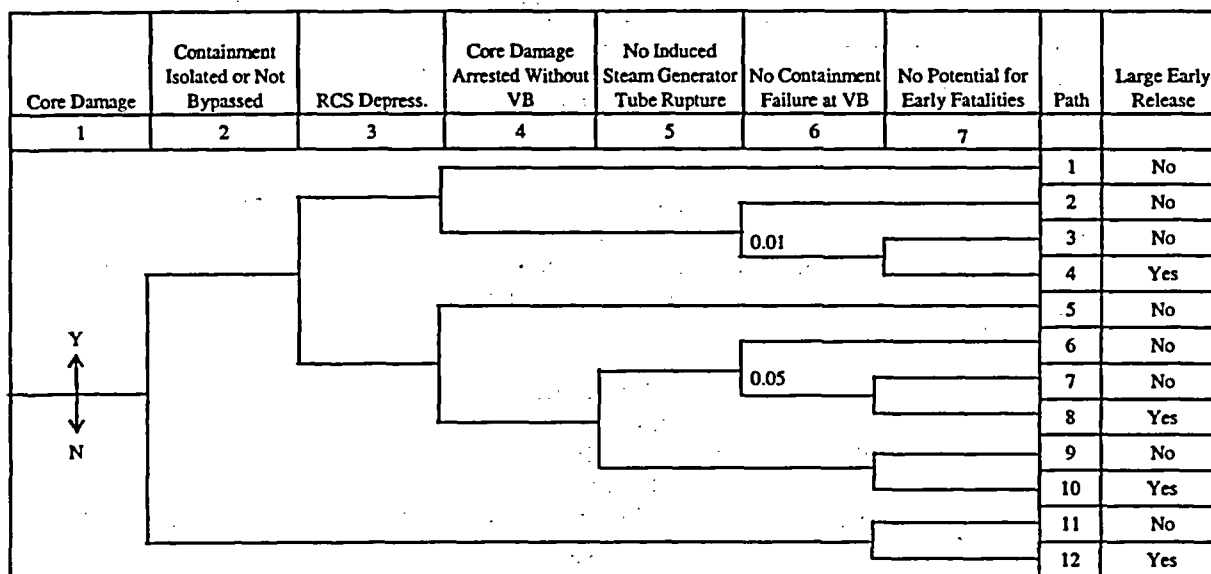 Core Damage
Containment
Isolated or Not
Bypassed
RCS Depress.
Core Damage
Arrested Without
VB
No Induced
Steam Generator
Tube Rupture
No Containment
Failure at VB
No Potential for
Early Fatalities
Path
Large Early
Release
1 2 3 4 5 6 7
1 No
2 No
0.01
3 No
4 Yes
5 No
Y
6 No
0.05
7 No
8 Yes
N
9 No
10 Yes
11 No
12 Yes